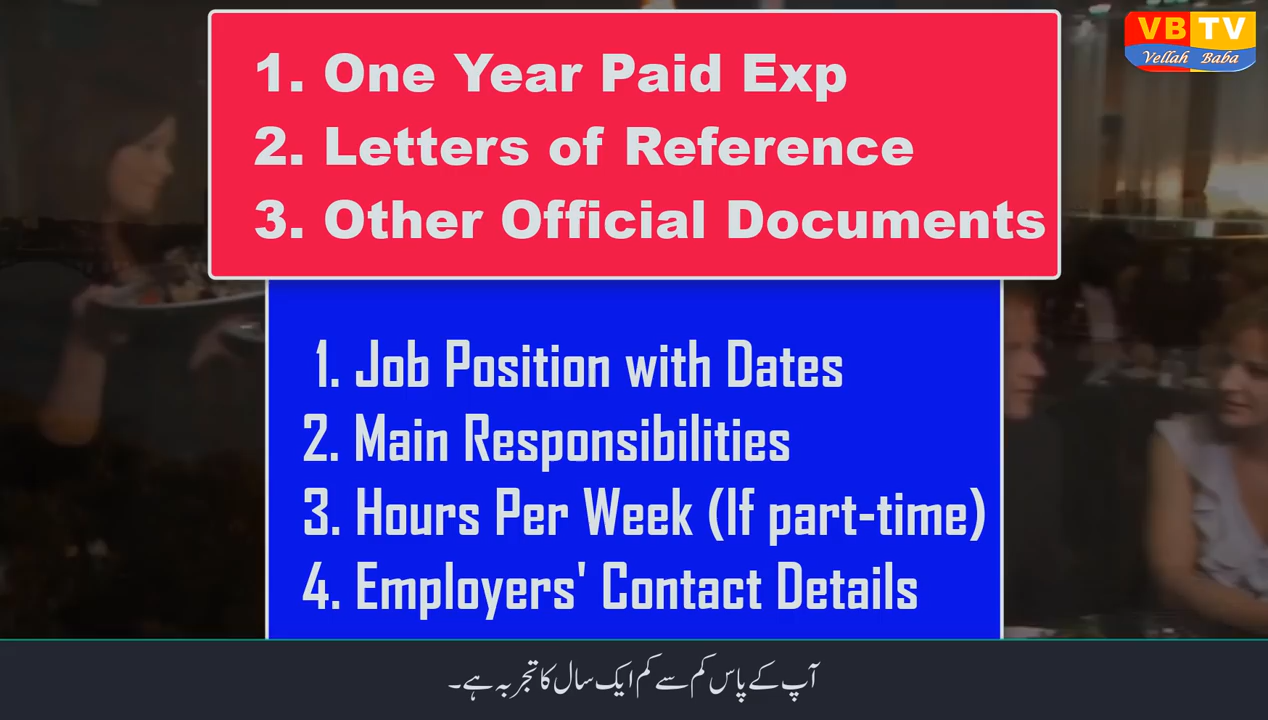 VBTV
Vellah Baba
1. One Year Paid Exp
2. Letters of Reference
3. Other Official Documents
1. Job Position with Dates
2. Main Responsibilities
3. Hours Per Week (If part-time)
4. Employers' Contact Details
آپ کے پاس کم سے کم ایک سال کا تجربہ ہے۔